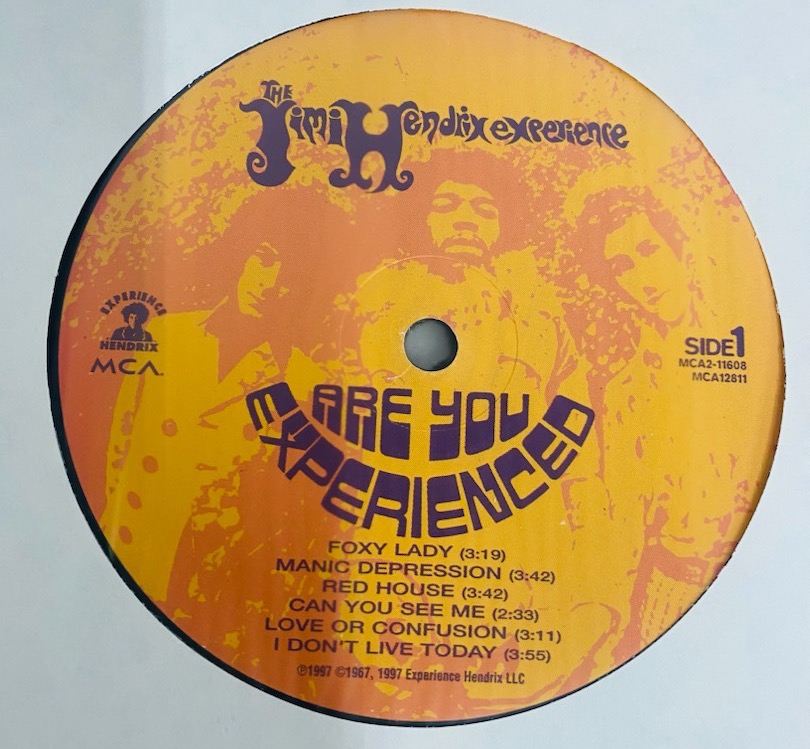 THE
Jimi Hendrix experience
EXPERIENCE
HENDRIX
MCA
SIDE 1
MCA2-11608
MCA12811
ARE YOU
EXPERIENCED
FOXY LADY (3:19)
MANIC DEPRESSION (3:42)
RED HOUSE (3:42)
CAN YOU SEE ME (2:33)
LOVE OR CONFUSION (3:11)
I DON'T LIVE TODAY (3:55)
℗1997 ©1967, 1997 Experience Hendrix LLC